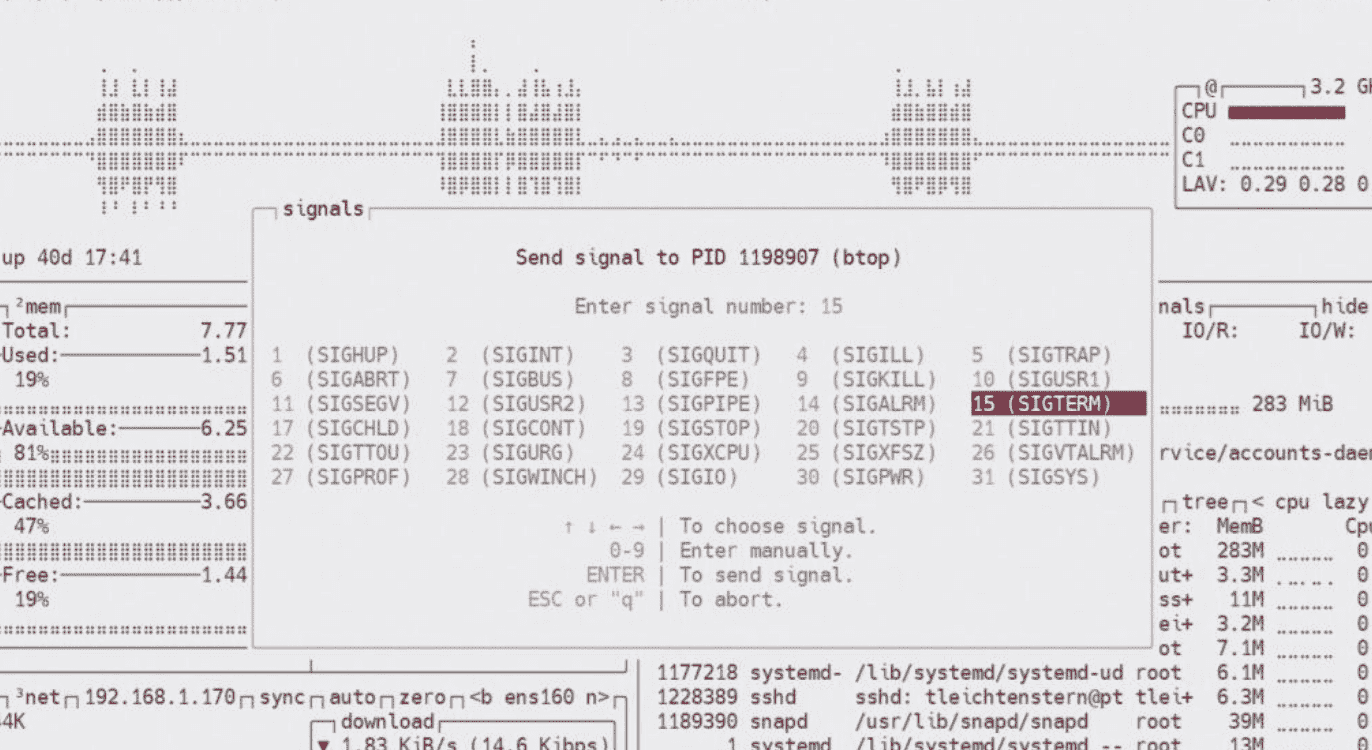 @ 3.2
CPU
C0
C1
LAV: 0.29 0.28 0
signals
Send signal to PID 1198907 (btop)
up 40d 17:41
Enter signal number: 15
²mem
Total: 7.77
Used: 1.51
19%
Available: 6.25
81%
Cached: 3.66
47%
Free: 1.44
19%
1 (SIGHUP) 2 (SIGINT) 3 (SIGQUIT) 4 (SIGILL) 5 (SIGTRAP)
6 (SIGABRT) 7 (SIGBUS) 8 (SIGFPE) 9 (SIGKILL) 10 (SIGUSR1)
11 (SIGSEGV) 12 (SIGUSR2) 13 (SIGPIPE) 14 (SIGALRM) 15 (SIGTERM)
17 (SIGCHLD) 18 (SIGCONT) 19 (SIGSTOP) 20 (SIGTSTP) 21 (SIGTTIN)
22 (SIGTTOU) 23 (SIGURG) 24 (SIGXCPU) 25 (SIGXFSZ) 26 (SIGVTALRM)
27 (SIGPROF) 28 (SIGWINCH) 29 (SIGIO) 30 (SIGPWR) 31 (SIGSYS)
↑ ↓ ← → | To choose signal.
0-9 | Enter manually.
ENTER | To send signal.
ESC or "q" | To abort.
nals hide
IO/R: IO/W:
283 MiB
rvice/accounts-dae
tree < cpu lazy
er: MemB Cpu
ot 283M 0
ut+ 3.3M 0
ss+ 11M 0
ei+ 3.2M 0
ot 7.1M 0
1177218 systemd- /lib/systemd/systemd-ud root 6.1M 0
1228389 sshd sshd: tleichtenstern@pt tlei+ 6.3M 0
1189390 snapd /usr/lib/snapd/snapd root 39M 0
1 systemd /lib/systemd/systemd -- root 13M 0
³net 192.168.1.170 sync auto zero <b ens160 n>
4K
download
▼ 1.83 KiB/s (14.6 Kibps)